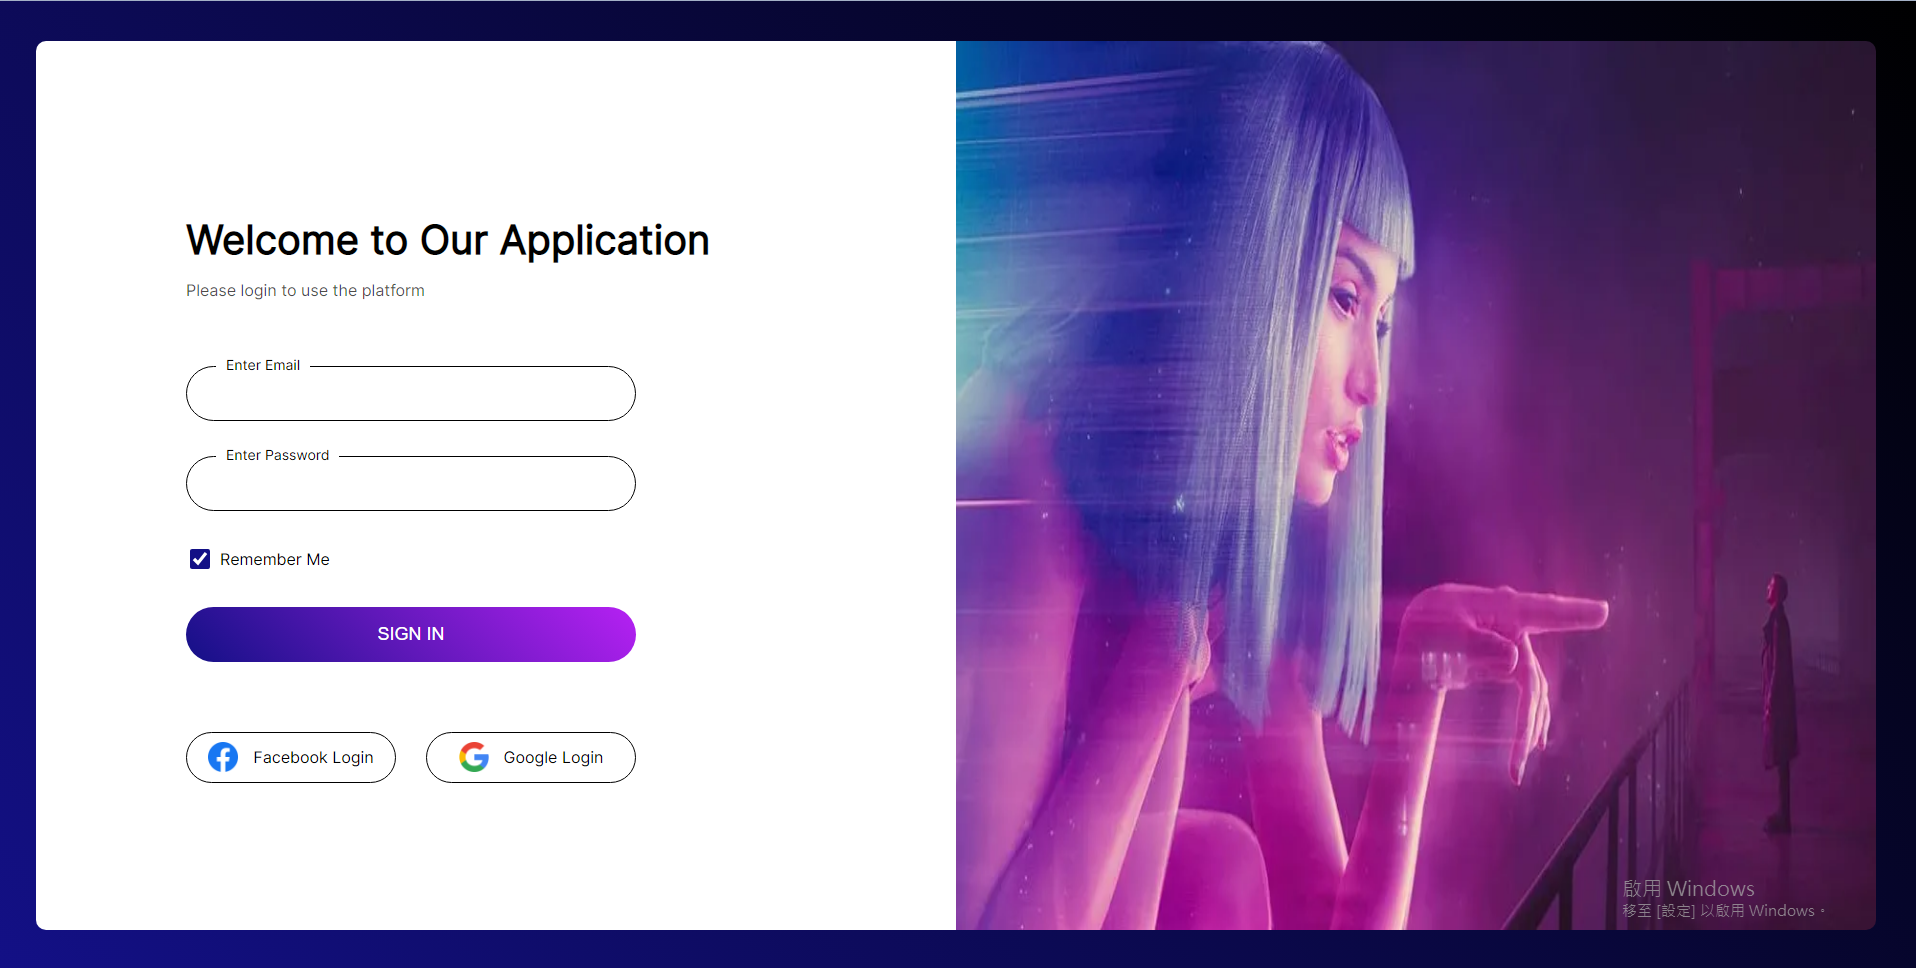 Welcome to Our Application
Please login to use the platform
Enter Email
Enter Password
Remember Me
SIGN IN
Facebook Login
Google Login
啟用 Windows
移至 [設定] 以啟用 Windows。